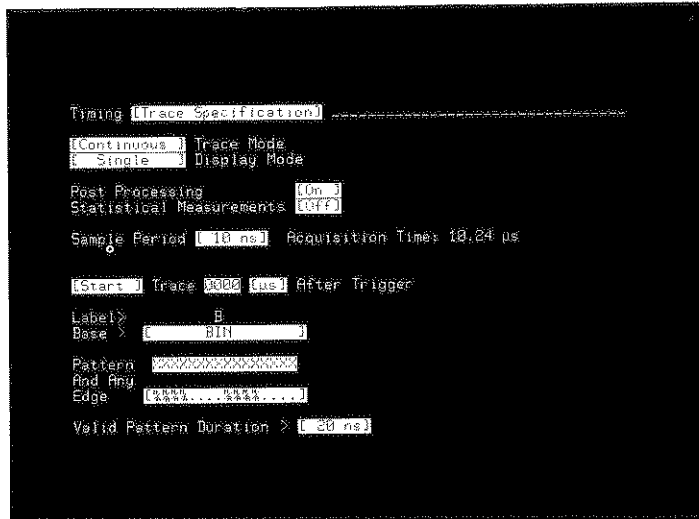 Timing [Trace Specification]
[Continuous ] Trace Mode
[ Single ] Display Mode
Post Processing [On ]
Statistical Measurements [Off]
Sample Period [ 10 ns] Acquisition Time: 10.24 µs
[Start ] Trace 0000 [µs] After Trigger
Label> B
Base > [ BIN ]
Pattern XXXXXXXXXXXXXXXX
And Any
Edge
Valid Pattern Duration > [ 20 ns]